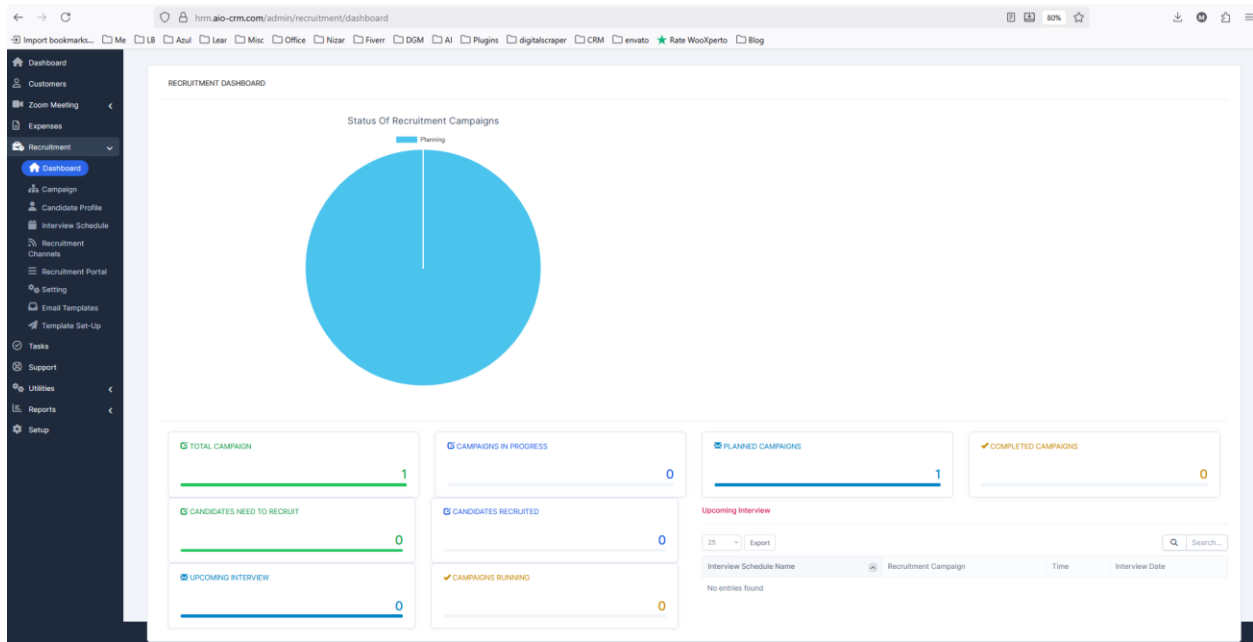 hrm.aio-crm.com/admin/recruitment/dashboard
80%
Import bookmarks... Me LB Azul Lear Misc Office Nizar Fiverr DGM AI Plugins digitalscraper CRM envato Rate WooXperto Blog
Dashboard
Customers
Zoom Meeting
Expenses
Recruitment
Dashboard
Campaign
Candidate Profile
Interview Schedule
Recruitment
Channels
Recruitment Portal
Setting
Email Templates
Template Set-Up
Tasks
Support
Utilities
Reports
Setup
RECRUITMENT DASHBOARD
Status Of Recruitment Campaigns
Planning
TOTAL CAMPAIGN
1
CAMPAIGNS IN PROGRESS
0
PLANNED CAMPAIGNS
1
COMPLETED CAMPAIGNS
0
CANDIDATES NEED TO RECRUIT
0
CANDIDATES RECRUITED
0
UPCOMING INTERVIEW
0
CAMPAIGNS RUNNING
0
Upcoming Interview
25 Export Search...
Interview Schedule Name Recruitment Campaign Time Interview Date
No entries found